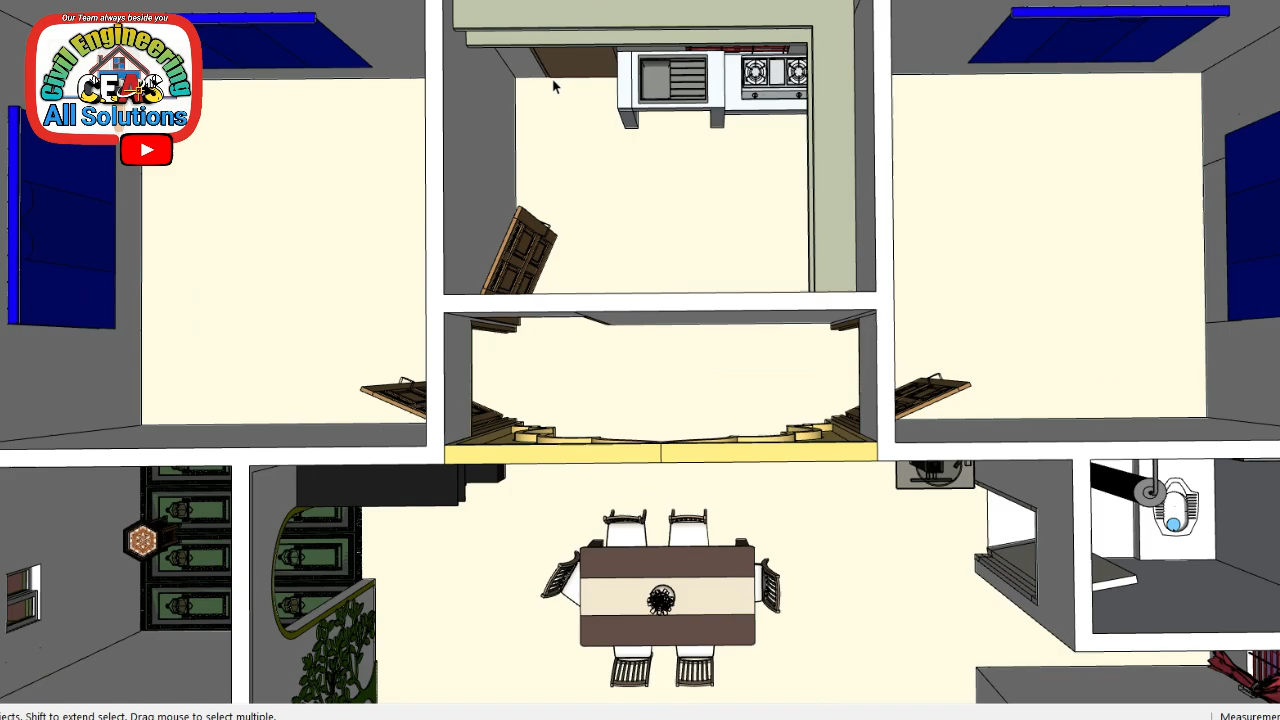 Our Team always beside you
Civil Engineering
CEAS
All Solutions
jects. Shift to extend select. Drag mouse to select multiple.
Measuremen